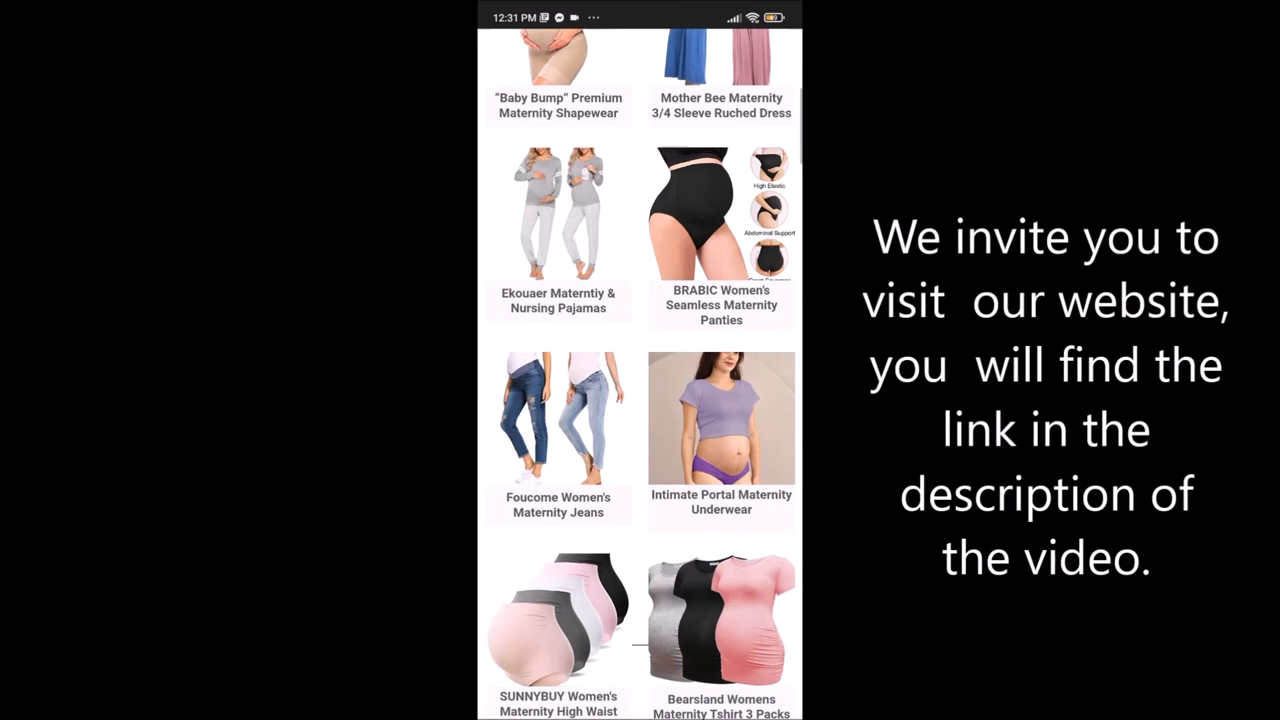 12:31 PM
“Baby Bump” Premium
Maternity Shapewear
Mother Bee Maternity
3/4 Sleeve Ruched Dress
High Elastic
Abdominal Support
Ekouaer Materntiy &
Nursing Pajamas
BRABIC Women's
Seamless Maternity
Panties
Foucome Women's
Maternity Jeans
Intimate Portal Maternity
Underwear
SUNNYBUY Women's
Maternity High Waist
Bearsland Womens
Maternity Tshirt 3 Packs
We invite you to
visit our website,
you will find the
link in the
description of
the video.